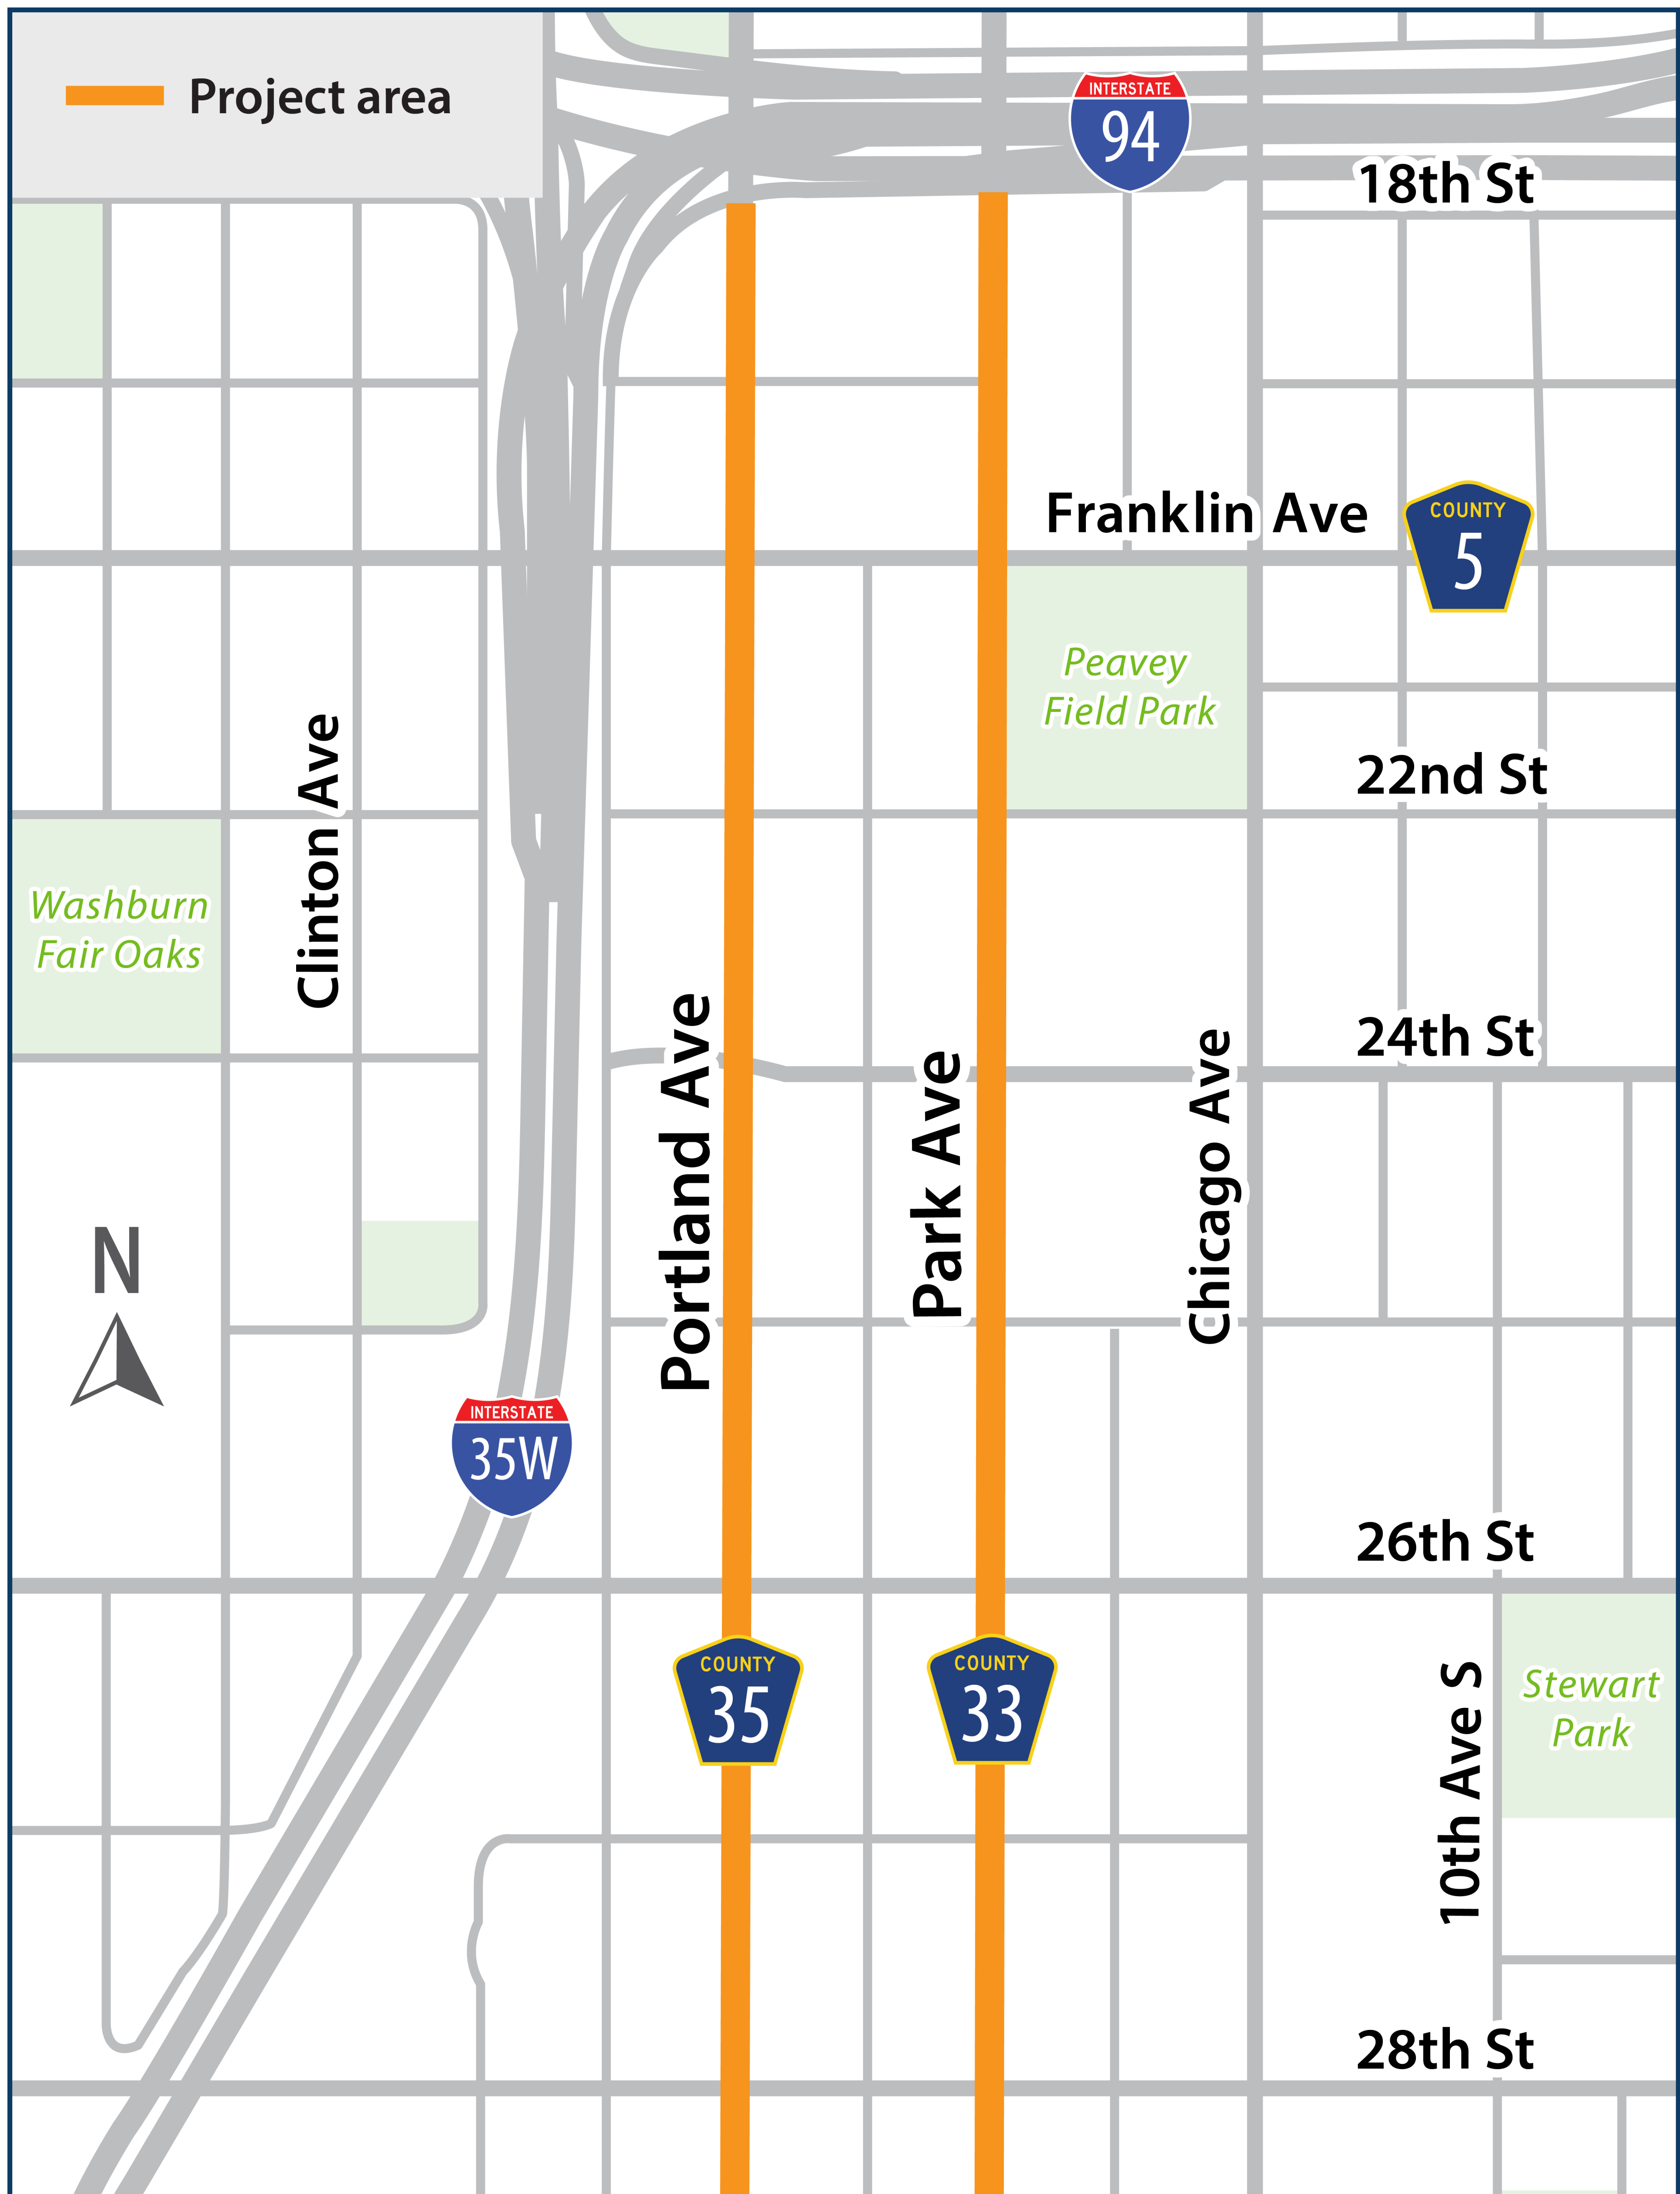 Project area
INTERSTATE
94
18th St
Franklin Ave
COUNTY
5
Peavey
Field Park
22nd St
Clinton Ave
Washburn
Fair Oaks
Portland Ave
24th St
Park Ave
Chicago Ave
N
INTERSTATE
35W
26th St
COUNTY
35
COUNTY
33
10th Ave S
Stewart
Park
28th St